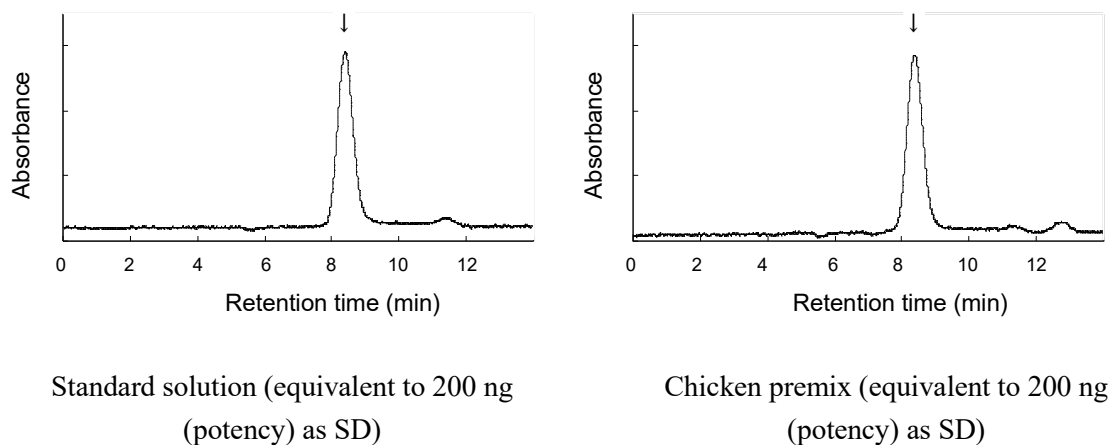 ↓
Absorbance
0 2 4 6 8 10 12
Retention time (min)
Standard solution (equivalent to 200 ng
(potency) as SD)
↓
Absorbance
0 2 4 6 8 10 12
Retention time (min)
Chicken premix (equivalent to 200 ng
(potency) as SD)